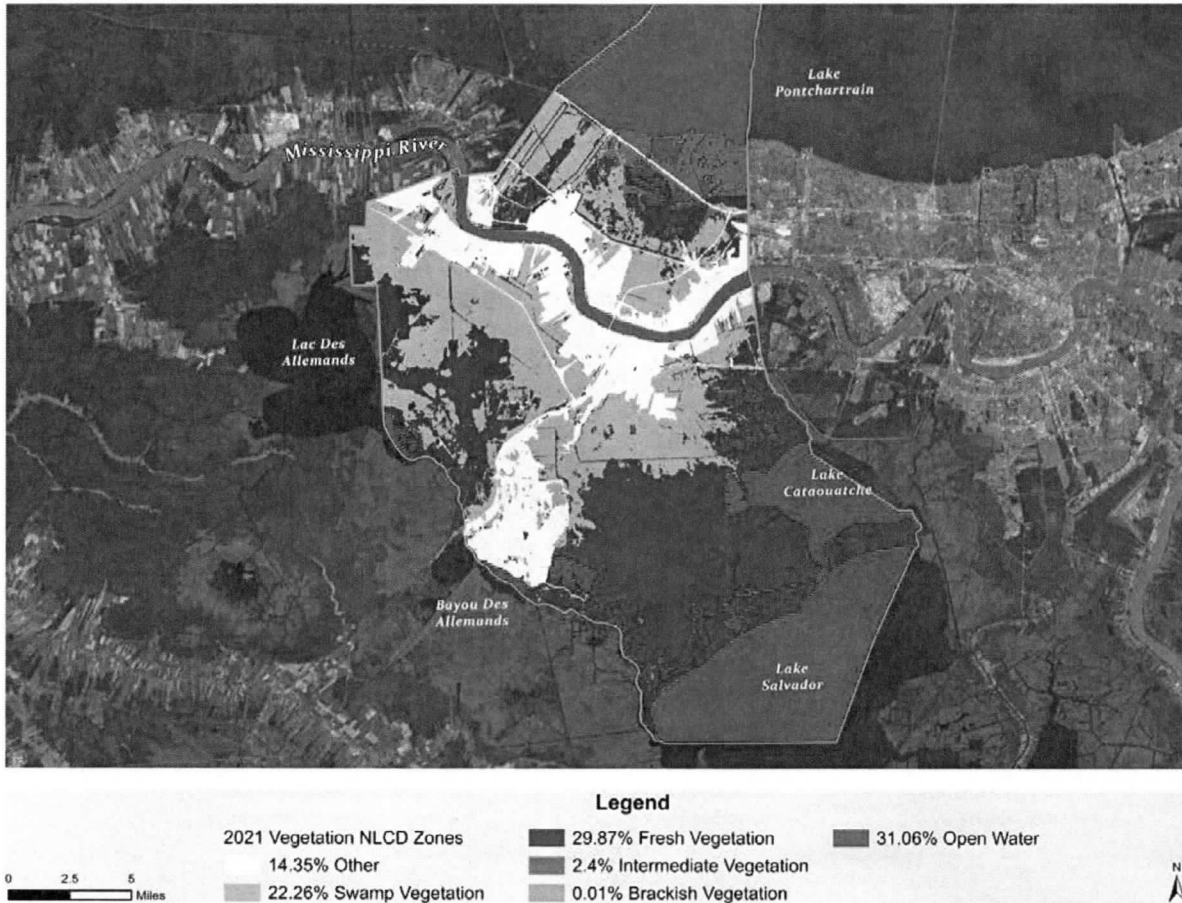 Lake
Pontchartrain
Mississippi River
Lac Des
Allemands
Lake
Cataouatche
Bayou Des
Allemands
Lake
Salvador
Legend
2021 Vegetation NLCD Zones
14.35% Other
22.26% Swamp Vegetation
29.87% Fresh Vegetation
2.4% Intermediate Vegetation
0.01% Brackish Vegetation
31.06% Open Water
0 2.5 5
Miles
N